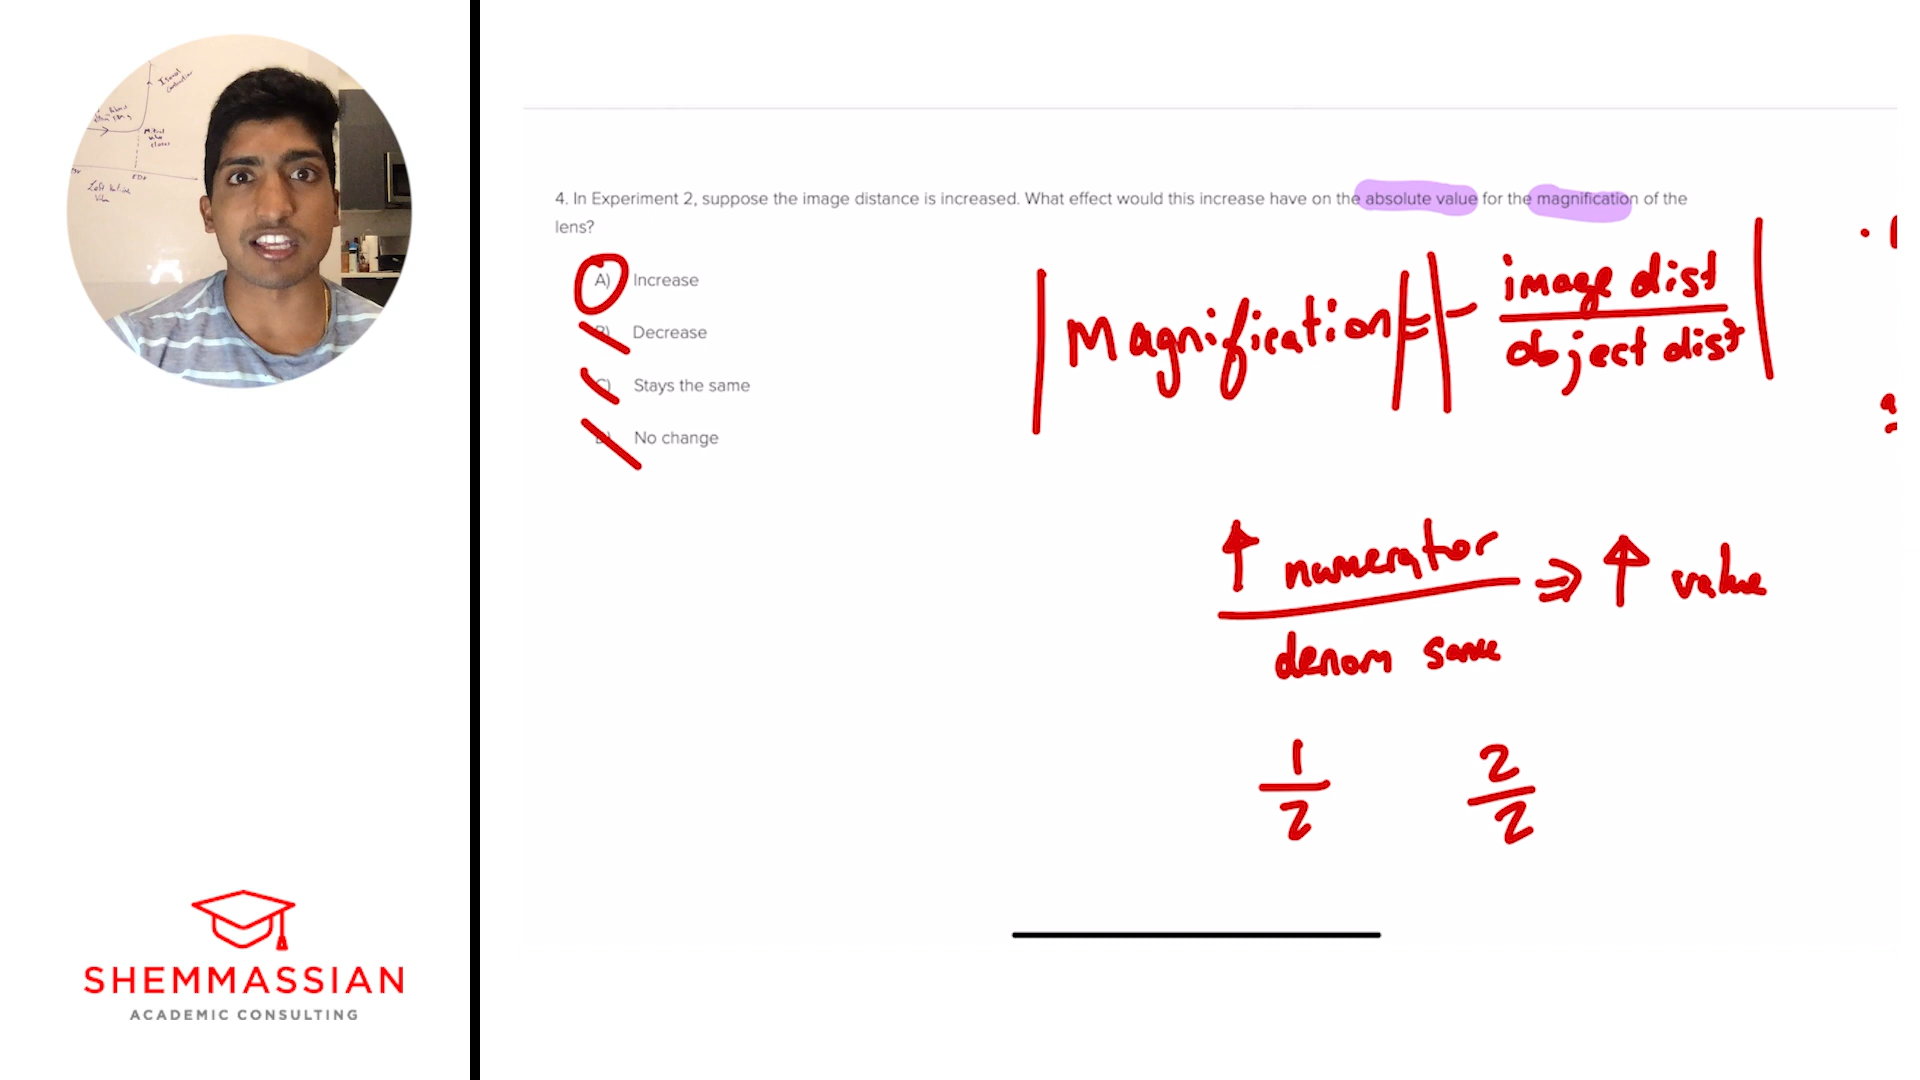 4. In Experiment 2, suppose the image distance is increased. What effect would this increase have on the absolute value for the magnification of the
lens?
A) Increase
Decrease
C) Stays the same
No change
|Magnification| = |- image dist
object dist|
↑ numerator ⇒ ↑ value
denom same
1 2
2 2
SHEMMASSIAN
ACADEMIC CONSULTING